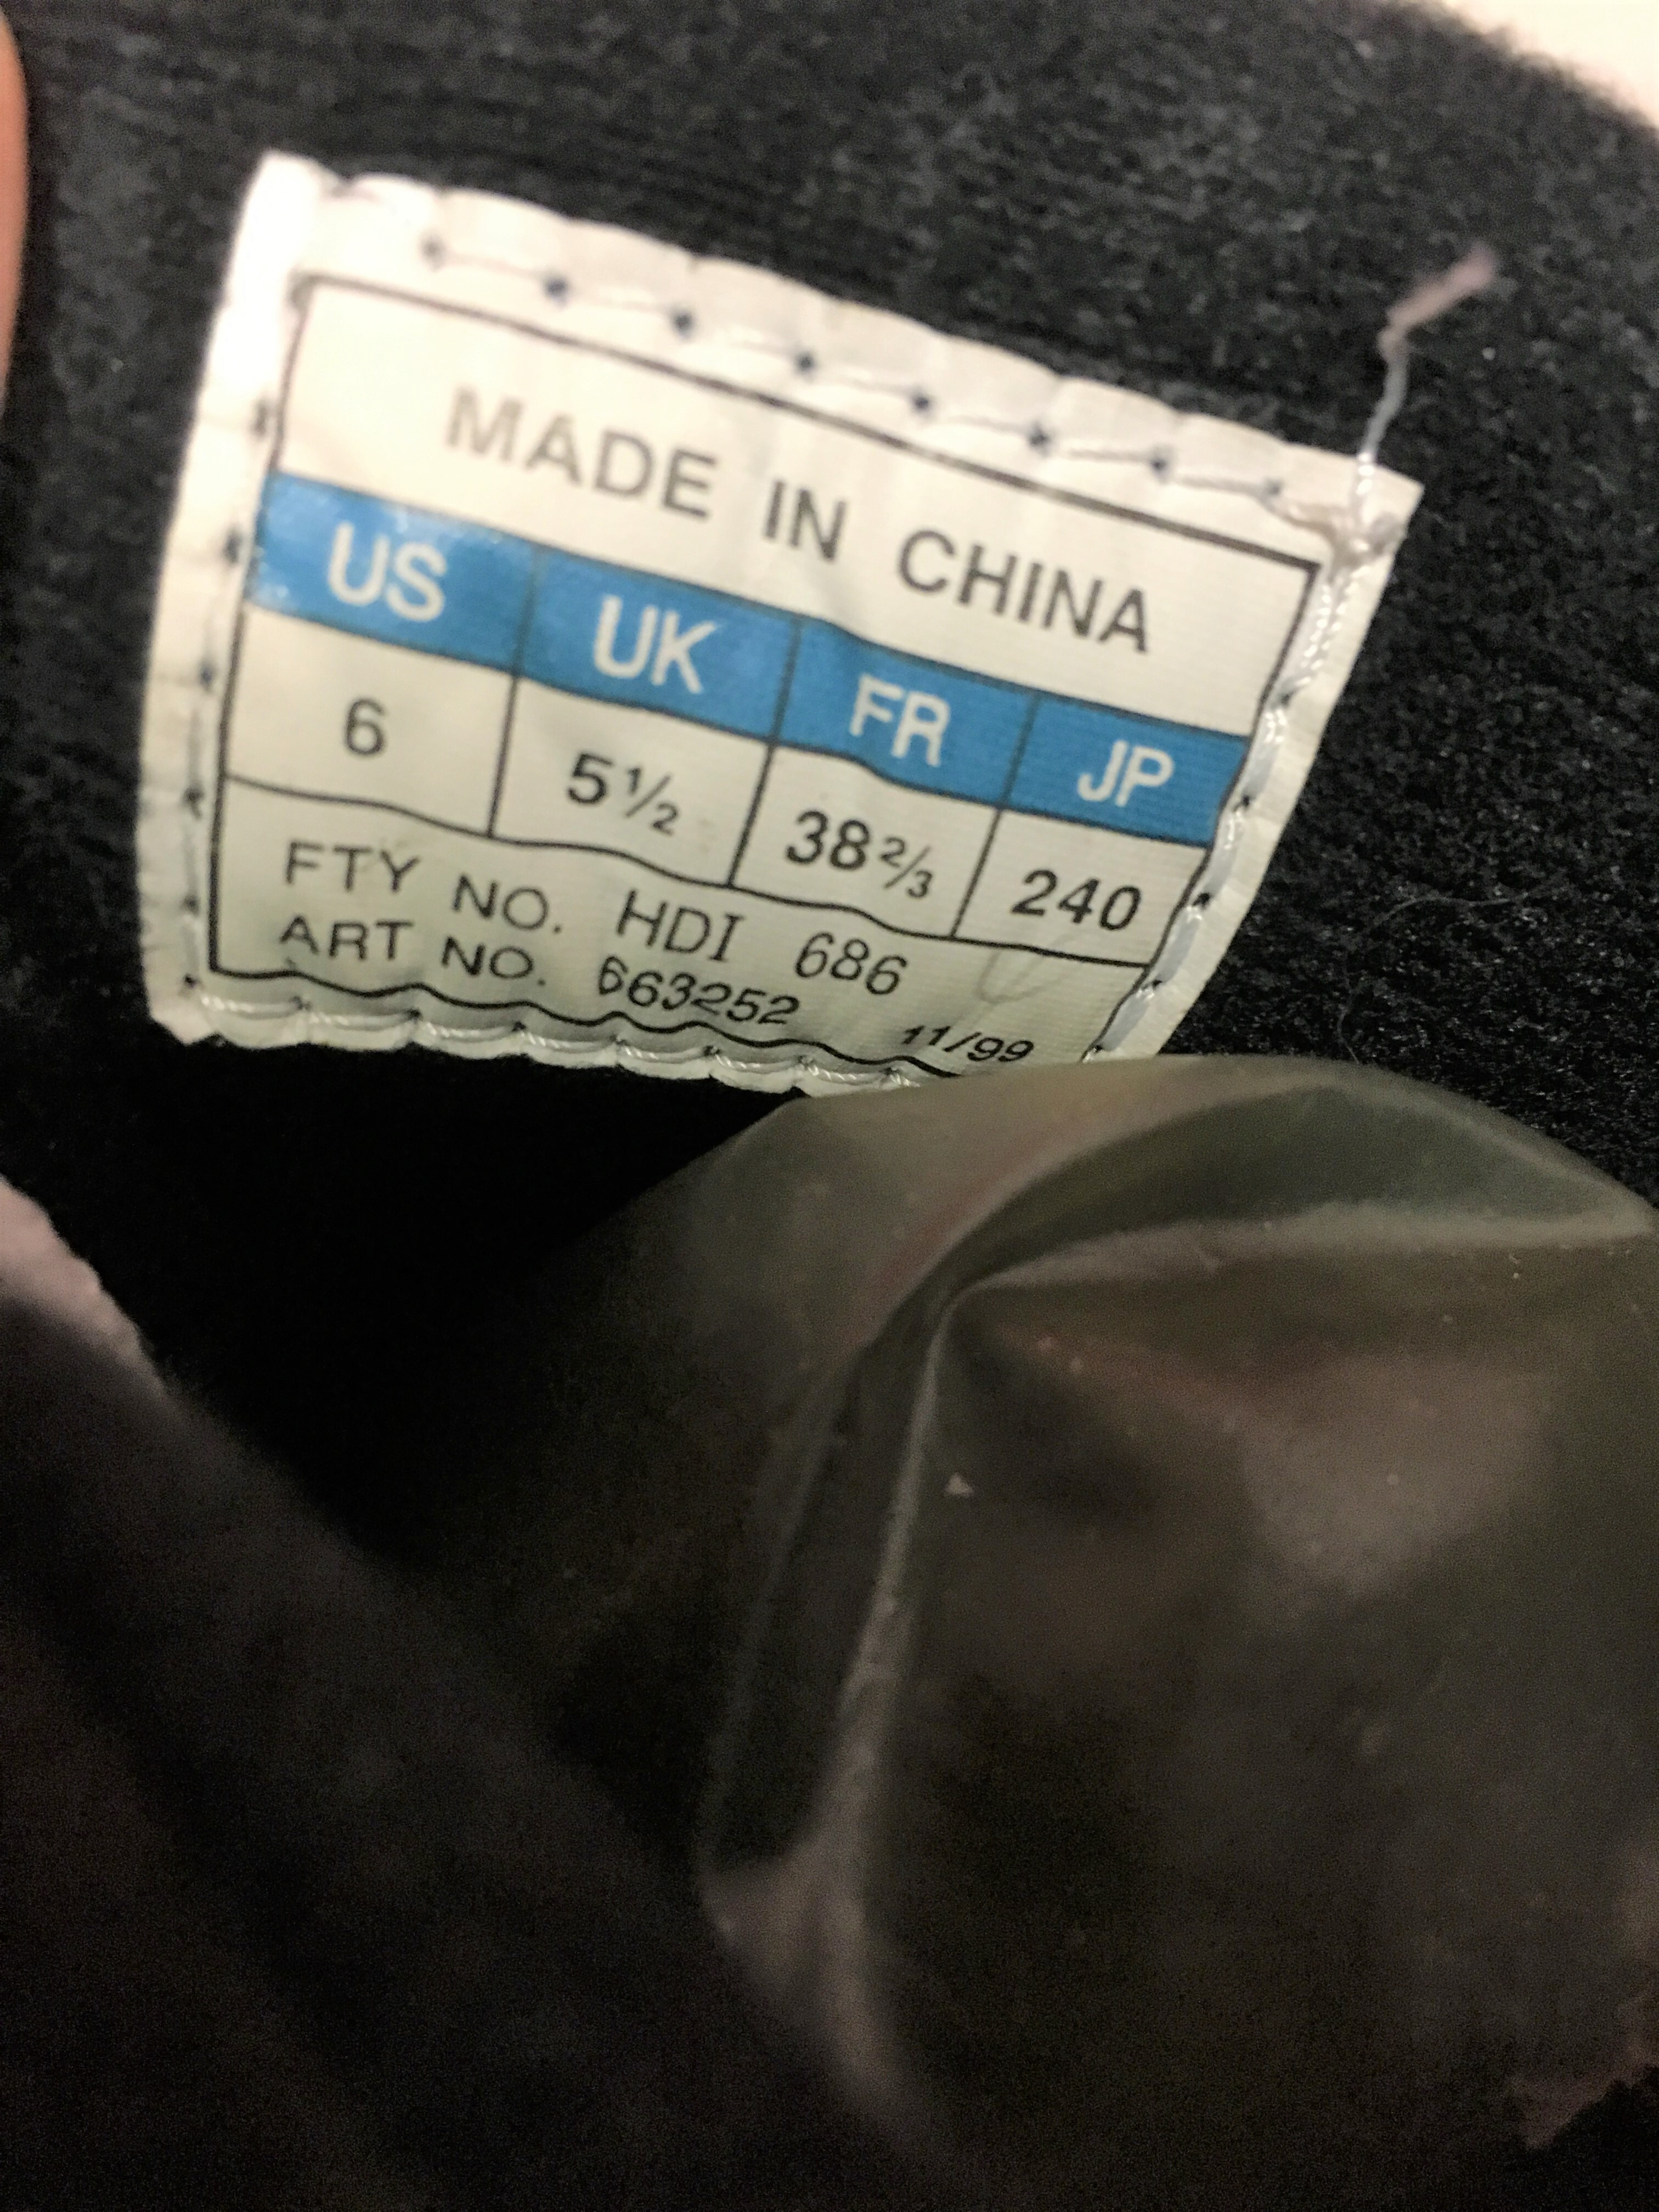 MADE IN CHINA
US UK FR JP
6 5½ 38⅔ 240
FTY NO. HDI 686
ART NO. 663252
11/99